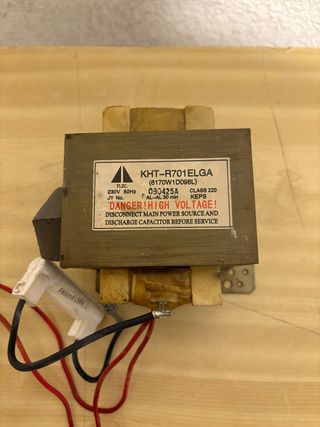 KHT-R701ELGA
(6170W1D098L)
TLEC.
230V 50Hz 090425A CLASS 220
JY No. AL-AL 30 min KEPS
DANGER!HIGH VOLTAGE!
DISCONNECT MAIN POWER SOURCE AND
DISCHARGE CAPACITOR BEFORE SERVICE